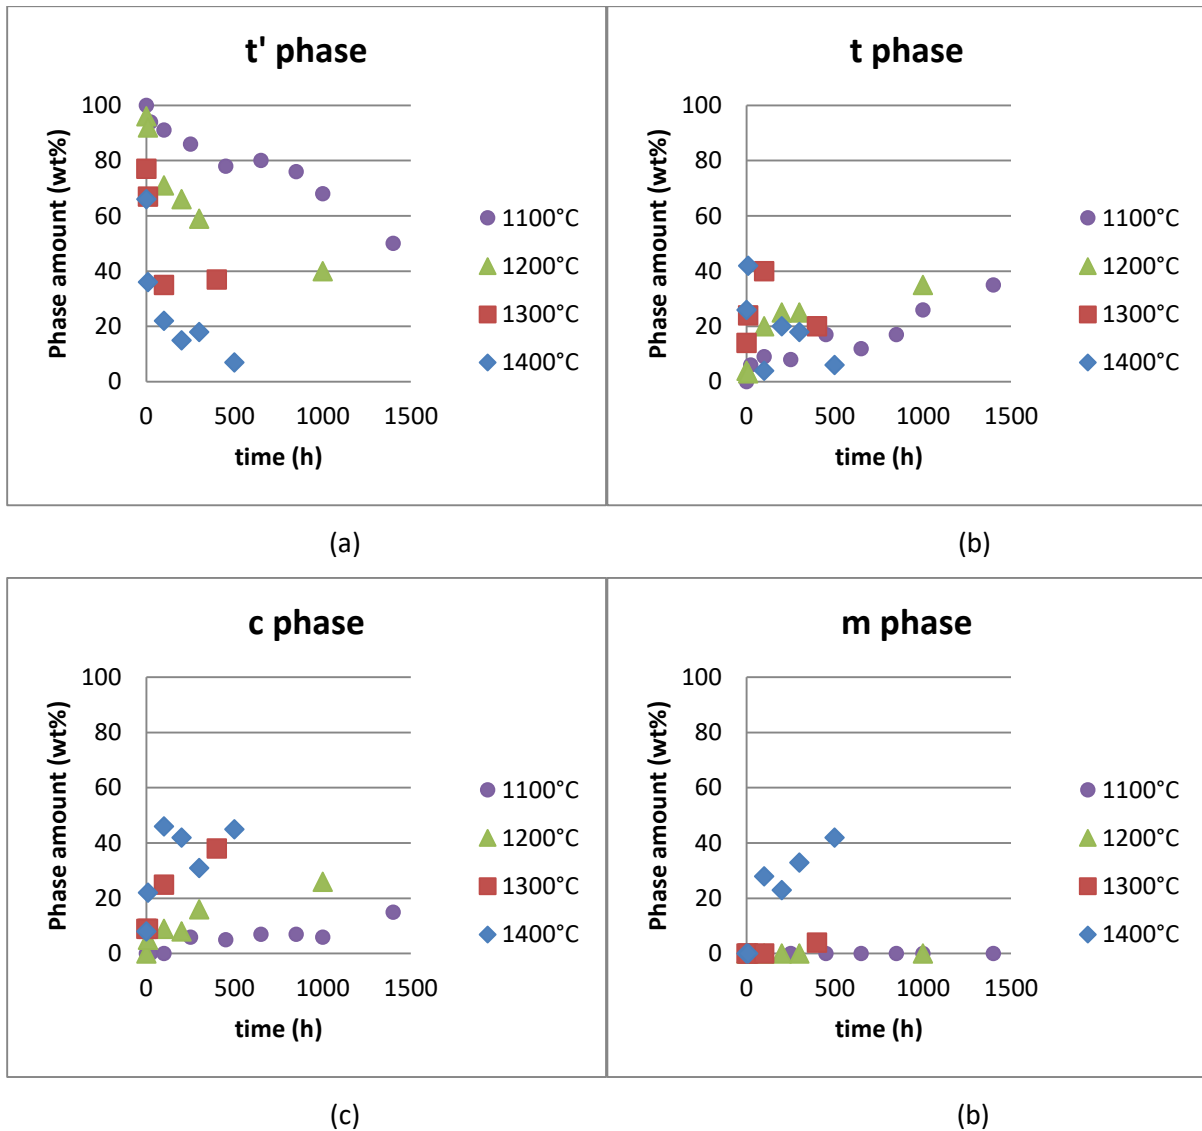 t' phase
Phase amount (wt%)
100
80
60
40
20
0
0 500 1000 1500
time (h)
1100°C
1200°C
1300°C
1400°C
(a)
t phase
Phase amount (wt%)
100
80
60
40
20
0
0 500 1000 1500
time (h)
1100°C
1200°C
1300°C
1400°C
(b)
c phase
Phase amount (wt%)
100
80
60
40
20
0
0 500 1000 1500
time (h)
1100°C
1200°C
1300°C
1400°C
(c)
m phase
Phase amount (wt%)
100
80
60
40
20
0
0 500 1000 1500
time (h)
1100°C
1200°C
1300°C
1400°C
(b)